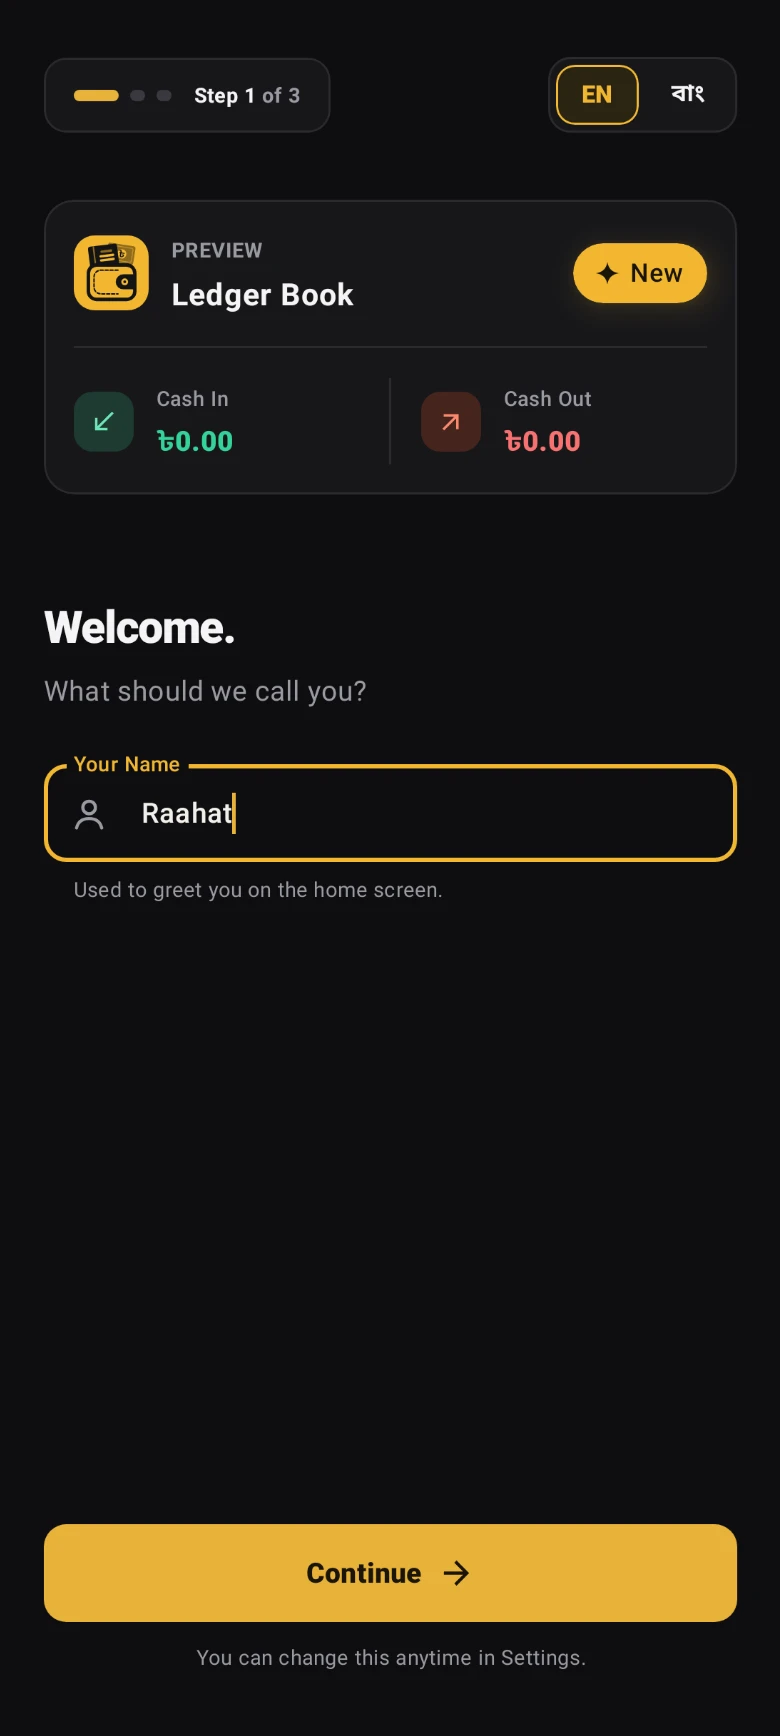 Step 1 of 3
EN
বাং
PREVIEW
Ledger Book
New
Cash In
৳0.00
Cash Out
৳0.00
Welcome.
What should we call you?
Your Name
Raahat
Used to greet you on the home screen.
Continue
You can change this anytime in Settings.